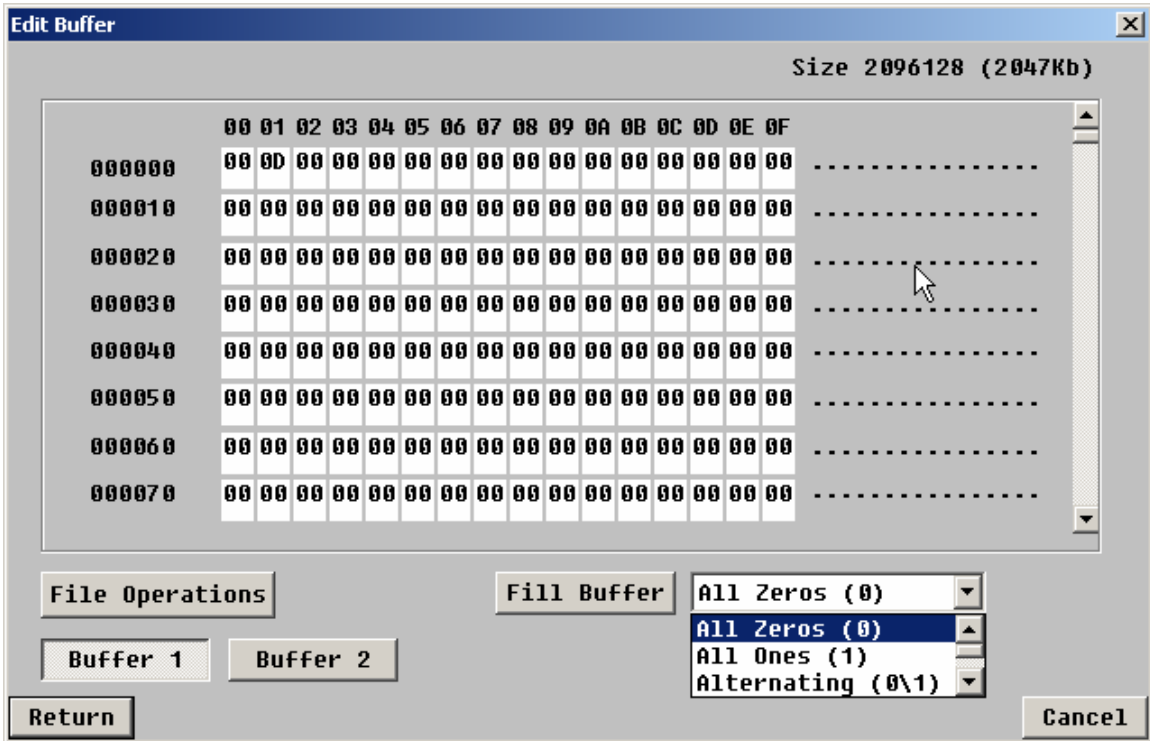 Edit Buffer
Size 2096128 (2047Kb)
00 01 02 03 04 05 06 07 08 09 0A 0B 0C 0D 0E 0F
000000 00 0D 00 00 00 00 00 00 00 00 00 00 00 00 00 00 ................
000010 00 00 00 00 00 00 00 00 00 00 00 00 00 00 00 00 ................
000020 00 00 00 00 00 00 00 00 00 00 00 00 00 00 00 00 ................
000030 00 00 00 00 00 00 00 00 00 00 00 00 00 00 00 00 ................
000040 00 00 00 00 00 00 00 00 00 00 00 00 00 00 00 00 ................
000050 00 00 00 00 00 00 00 00 00 00 00 00 00 00 00 00 ................
000060 00 00 00 00 00 00 00 00 00 00 00 00 00 00 00 00 ................
000070 00 00 00 00 00 00 00 00 00 00 00 00 00 00 00 00 ................
File Operations Fill Buffer All Zeros (0)
All Zeros (0)
All Ones (1)
Buffer 1 Buffer 2
Alternating (0\1)
Return Cancel